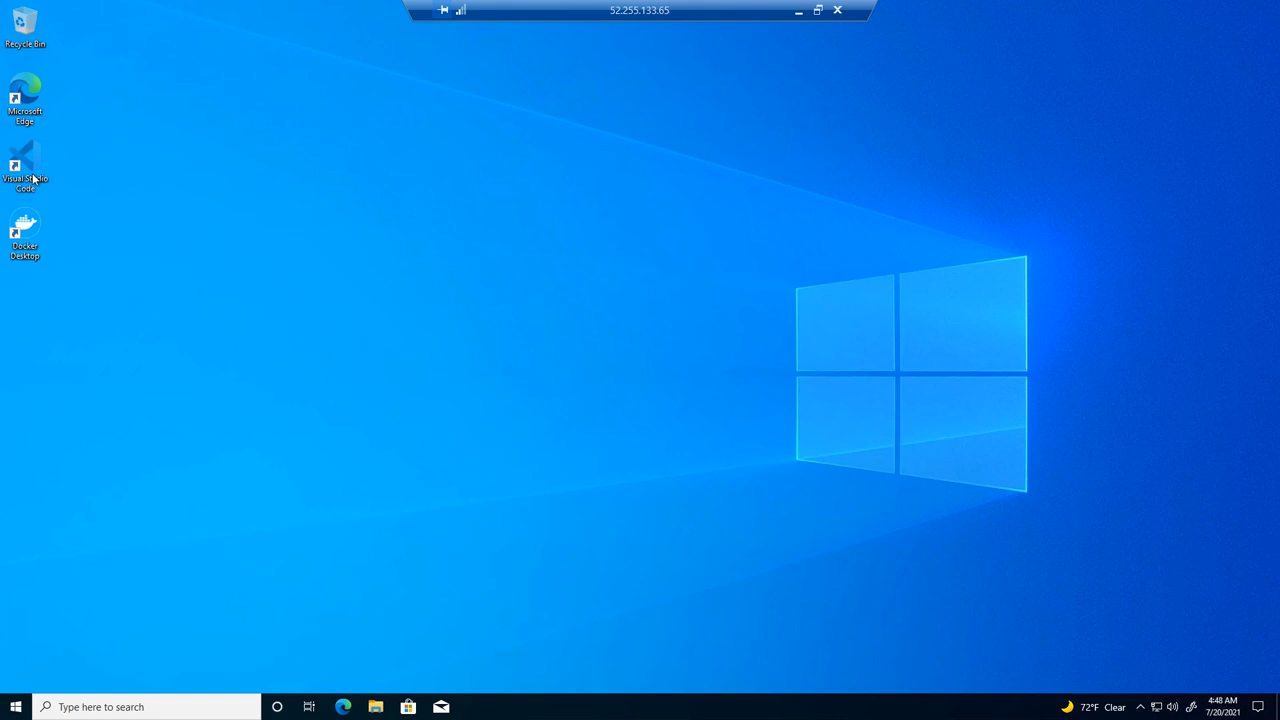 52.255.133.65
Recycle Bin
Microsoft
Edge
Visual Studio
Code
Docker
Desktop
Type here to search
72°F Clear
4:48 AM
7/20/2021